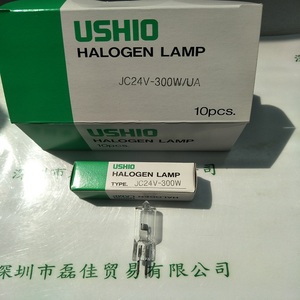 USHIO
HALOGEN LAMP
JC24V-300W/UA
10pcs.
USHIO
HALOGEN LAMP
TYPE. JC24V-300W
深圳市磊佳贸易有限公司